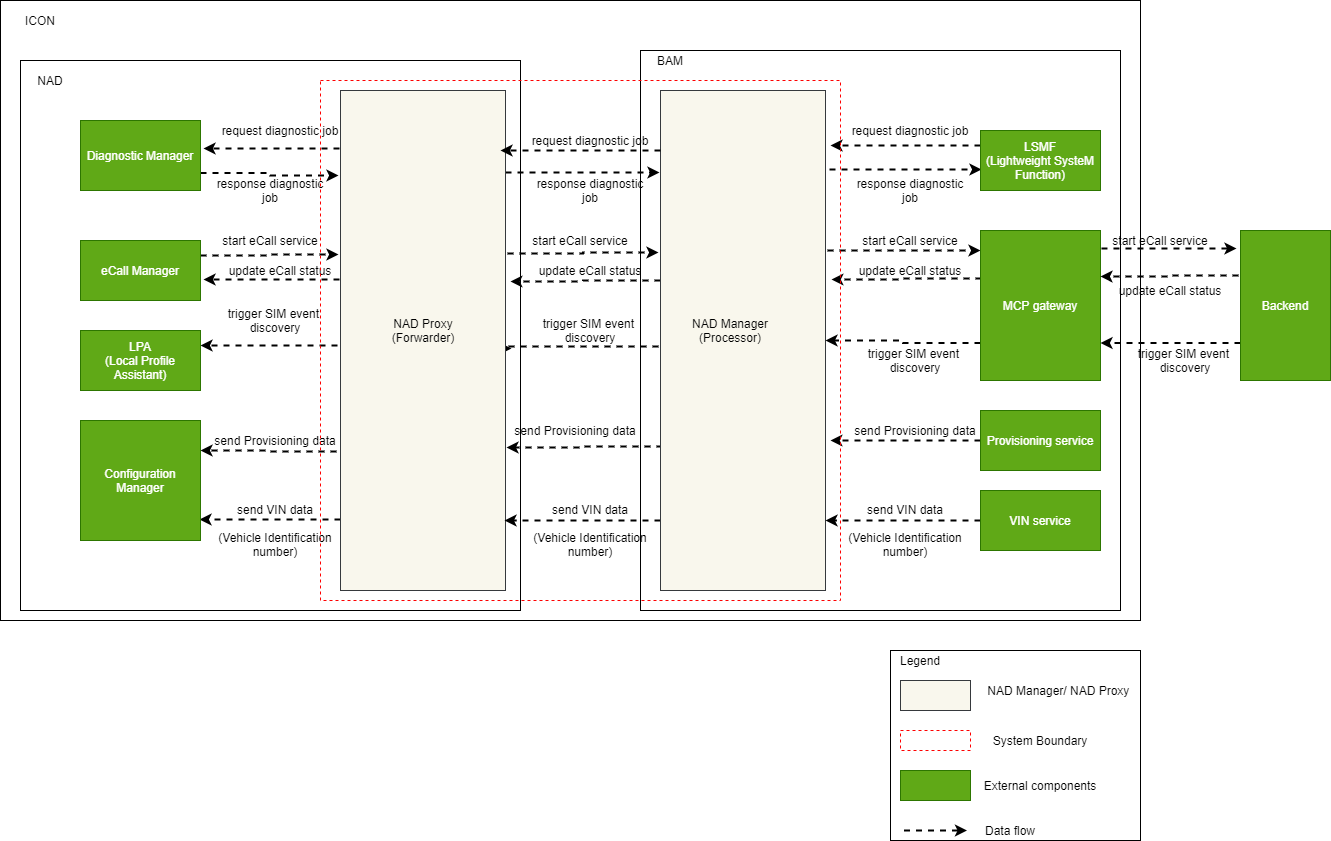 ICON
NAD
BAM
Diagnostic Manager
request diagnostic job
response diagnostic
job
request diagnostic job
response diagnostic
job
request diagnostic job
response diagnostic
job
LSMF
(Lightweight SysteM
Function)
eCall Manager
start eCall service
update eCall status
start eCall service
update eCall status
start eCall service
update eCall status
MCP gateway
start eCall service
update eCall status
Backend
NAD Proxy
(Forwarder)
NAD Manager
(Processor)
LPA
(Local Profile
Assistant)
trigger SIM event
discovery
trigger SIM event
discovery
trigger SIM event
discovery
trigger SIM event
discovery
Configuration
Manager
send Provisioning data
send Provisioning data
send Provisioning data
Provisioning service
send VIN data
(Vehicle Identification
number)
send VIN data
(Vehicle Identification
number)
send VIN data
(Vehicle Identification
number)
VIN service
Legend
NAD Manager/ NAD Proxy
System Boundary
External components
Data flow